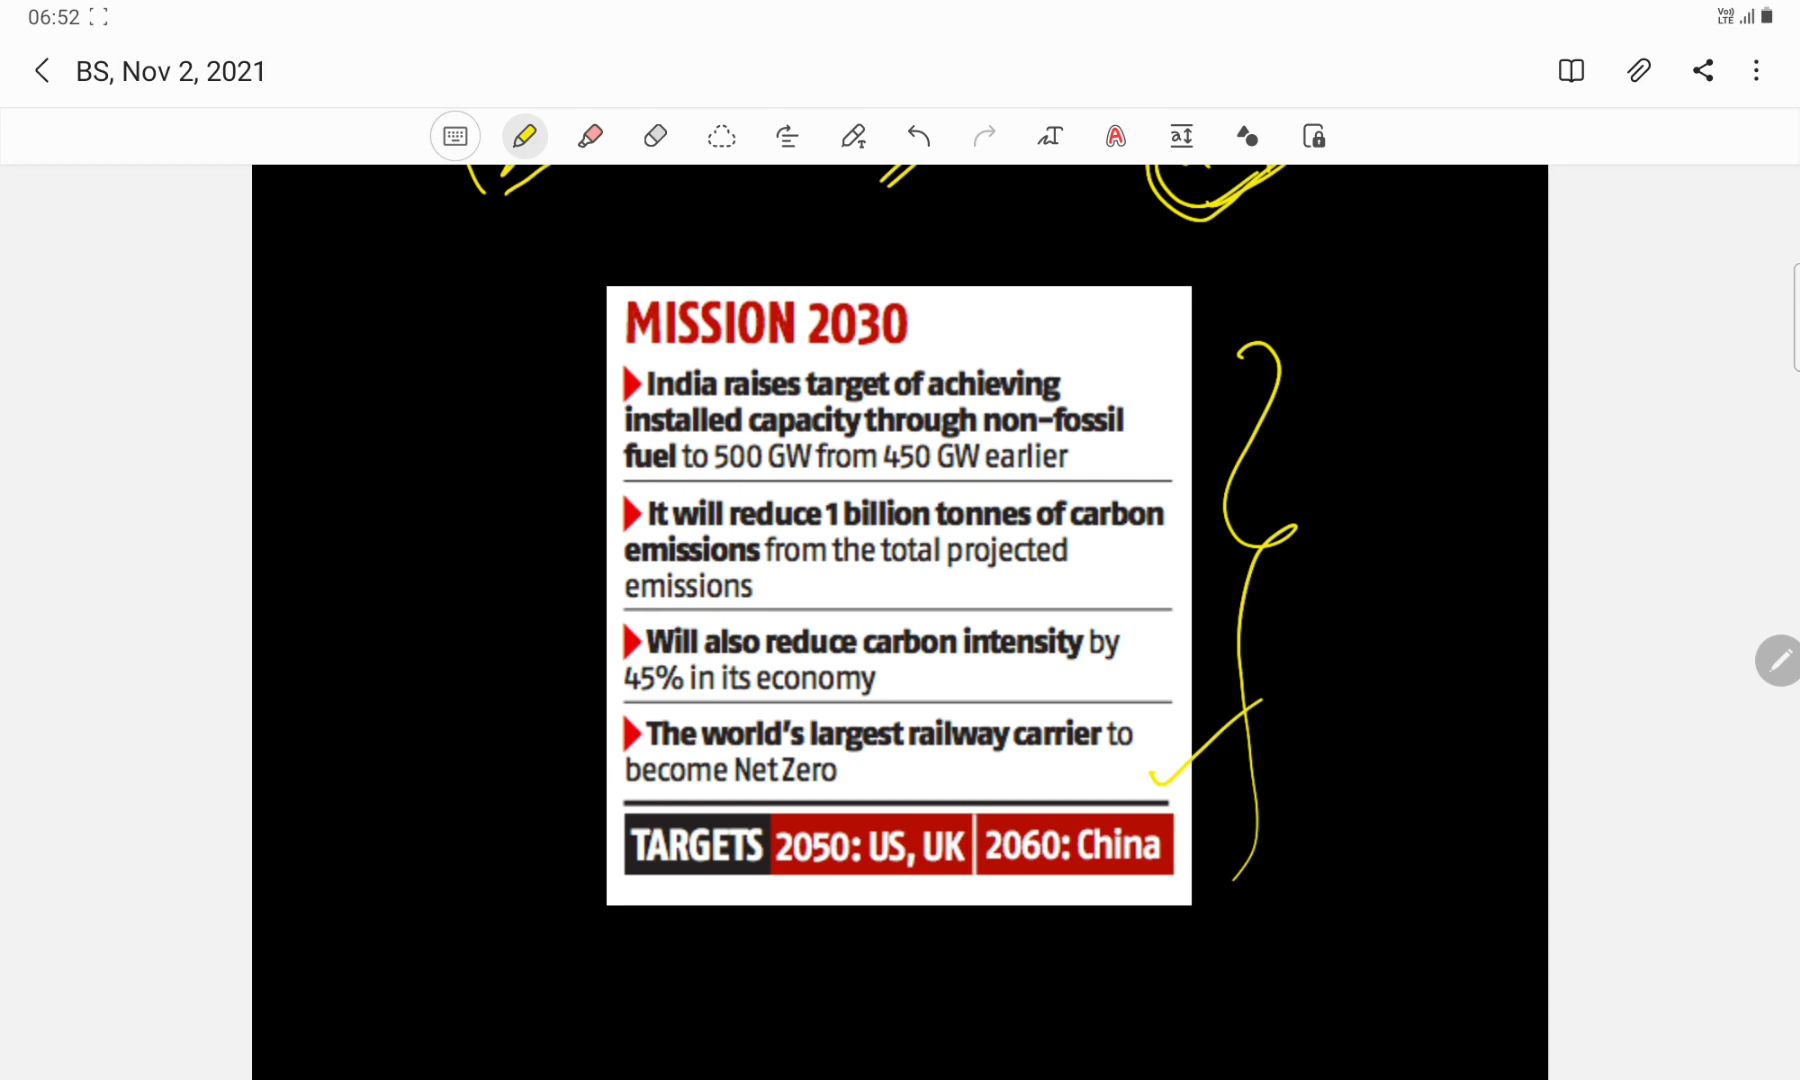 06:52
Vo)) LTE
BS, Nov 2, 2021
MISSION 2030
India raises target of achieving
installed capacity through non-fossil
fuel to 500 GW from 450 GW earlier
It will reduce 1 billion tonnes of carbon
emissions from the total projected
emissions
Will also reduce carbon intensity by
45% in its economy
The world's largest railway carrier to
become Net Zero
TARGETS 2050: US, UK 2060: China